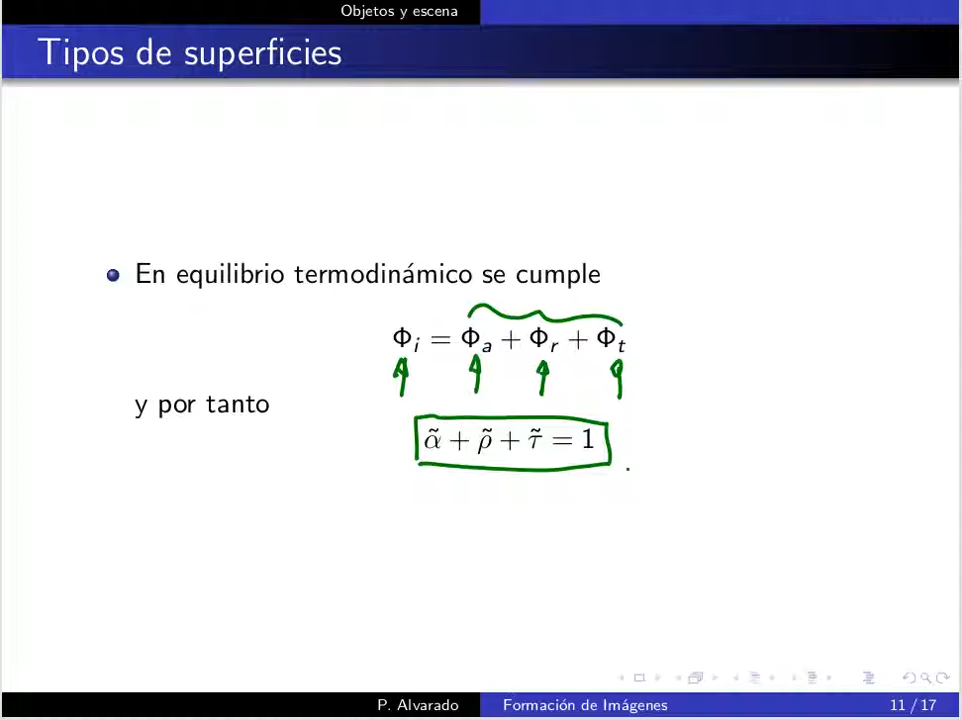 Objetos y escena
Tipos de superficies
En equilibrio termodinámico se cumple
Φᵢ = Φₐ + Φᵣ + Φₜ
y por tanto
α̃ + ρ̃ + τ̃ = 1
P. Alvarado
Formación de Imágenes
11 / 17